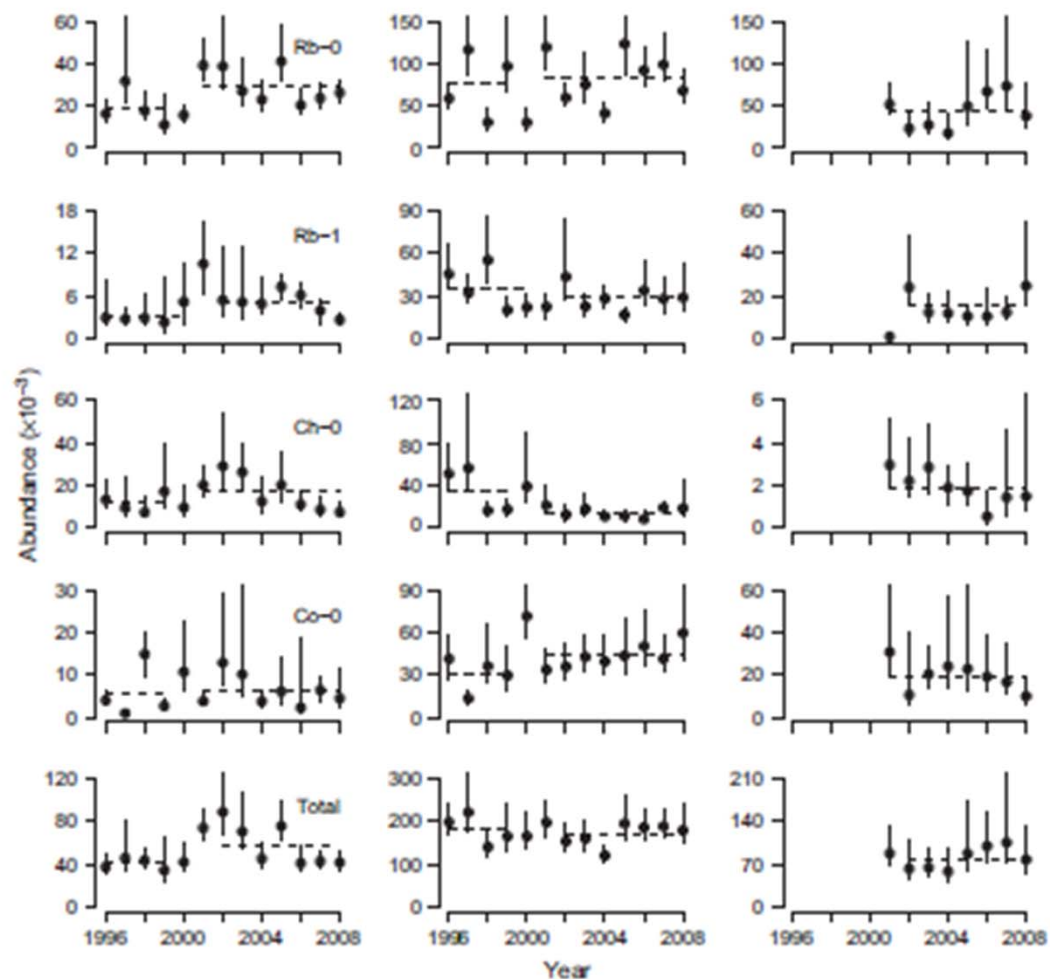 60 40 20 0 Rb-0 150 100 50 0 150 100 50 0
18 12 6 0 Rb-1 90 60 30 0 60 40 20 0
60 40 20 0 Ch-0 120 80 40 0 6 4 2 0
30 20 10 0 Co-0 90 60 30 0 60 40 20 0
120 80 40 0 Total 300 200 100 0 210 140 70 0
Abundance (×10⁻³)
1996 2000 2004 2008 1996 2000 2004 2008 1996 2000 2004 2008
Year